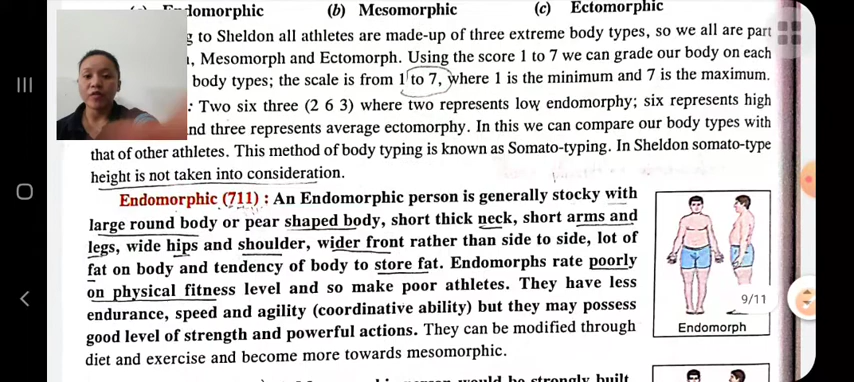 Endomorphic (b) Mesomorphic (c) Ectomorphic
to Sheldon all athletes are made-up of three extreme body types, so we all are part
Mesomorph and Ectomorph. Using the score 1 to 7 we can grade our body on each
body types; the scale is from 1 to 7, where 1 is the minimum and 7 is the maximum.
: Two six three (2 6 3) where two represents low endomorphy; six represents high
and three represents average ectomorphy. In this we can compare our body types with
that of other athletes. This method of body typing is known as Somato-typing. In Sheldon somato-type
height is not taken into consideration.
Endomorphic (711) : An Endomorphic person is generally stocky with
large round body or pear shaped body, short thick neck, short arms and
legs, wide hips and shoulder, wider front rather than side to side, lot of
fat on body and tendency of body to store fat. Endomorphs rate poorly
on physical fitness level and so make poor athletes. They have less
endurance, speed and agility (coordinative ability) but they may possess
good level of strength and powerful actions. They can be modified through
diet and exercise and become more towards mesomorphic.
9/11
Endomorph
person would be strongly built